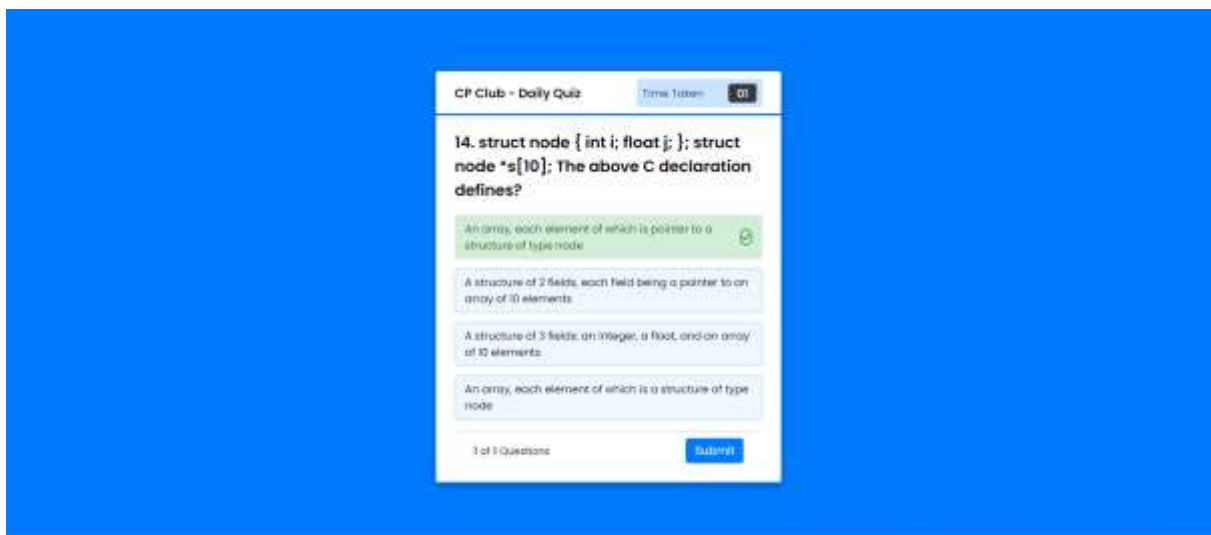 CP Club - Daily Quiz
Time Taken 01
14. struct node { int i; float j; }; struct
node *s[10]; The above C declaration
defines?
An array, each element of which is pointer to a
structure of type node
A structure of 2 fields, each field being a pointer to an
array of 10 elements
A structure of 3 fields: an integer, a float, and an array
of 10 elements
An array, each element of which is a structure of type
node
1 of 1 Questions
Submit